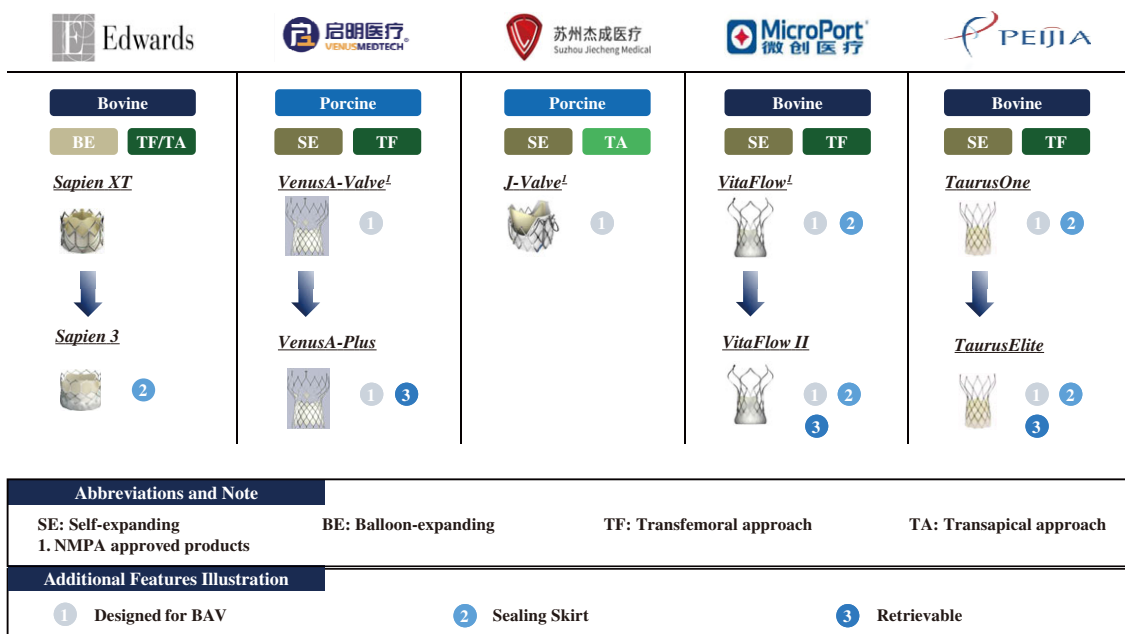 Edwards
启明医疗
VENUSMEDTECH®
苏州杰成医疗
Suzhou Jiecheng Medical
MicroPort®
微创医疗
PEIJIA
Bovine
BE TF/TA
Sapien XT
Sapien 3
2
Porcine
SE TF
VenusA-Valve1
1
VenusA-Plus
1 3
Porcine
SE TA
J-Valve1
1
Bovine
SE TF
VitaFlow1
1 2
VitaFlow II
1 2
3
Bovine
SE TF
TaurusOne
1 2
TaurusElite
1 2
3
Abbreviations and Note
SE: Self-expanding BE: Balloon-expanding TF: Transfemoral approach TA: Transapical approach
1. NMPA approved products
Additional Features Illustration
1 Designed for BAV 2 Sealing Skirt 3 Retrievable